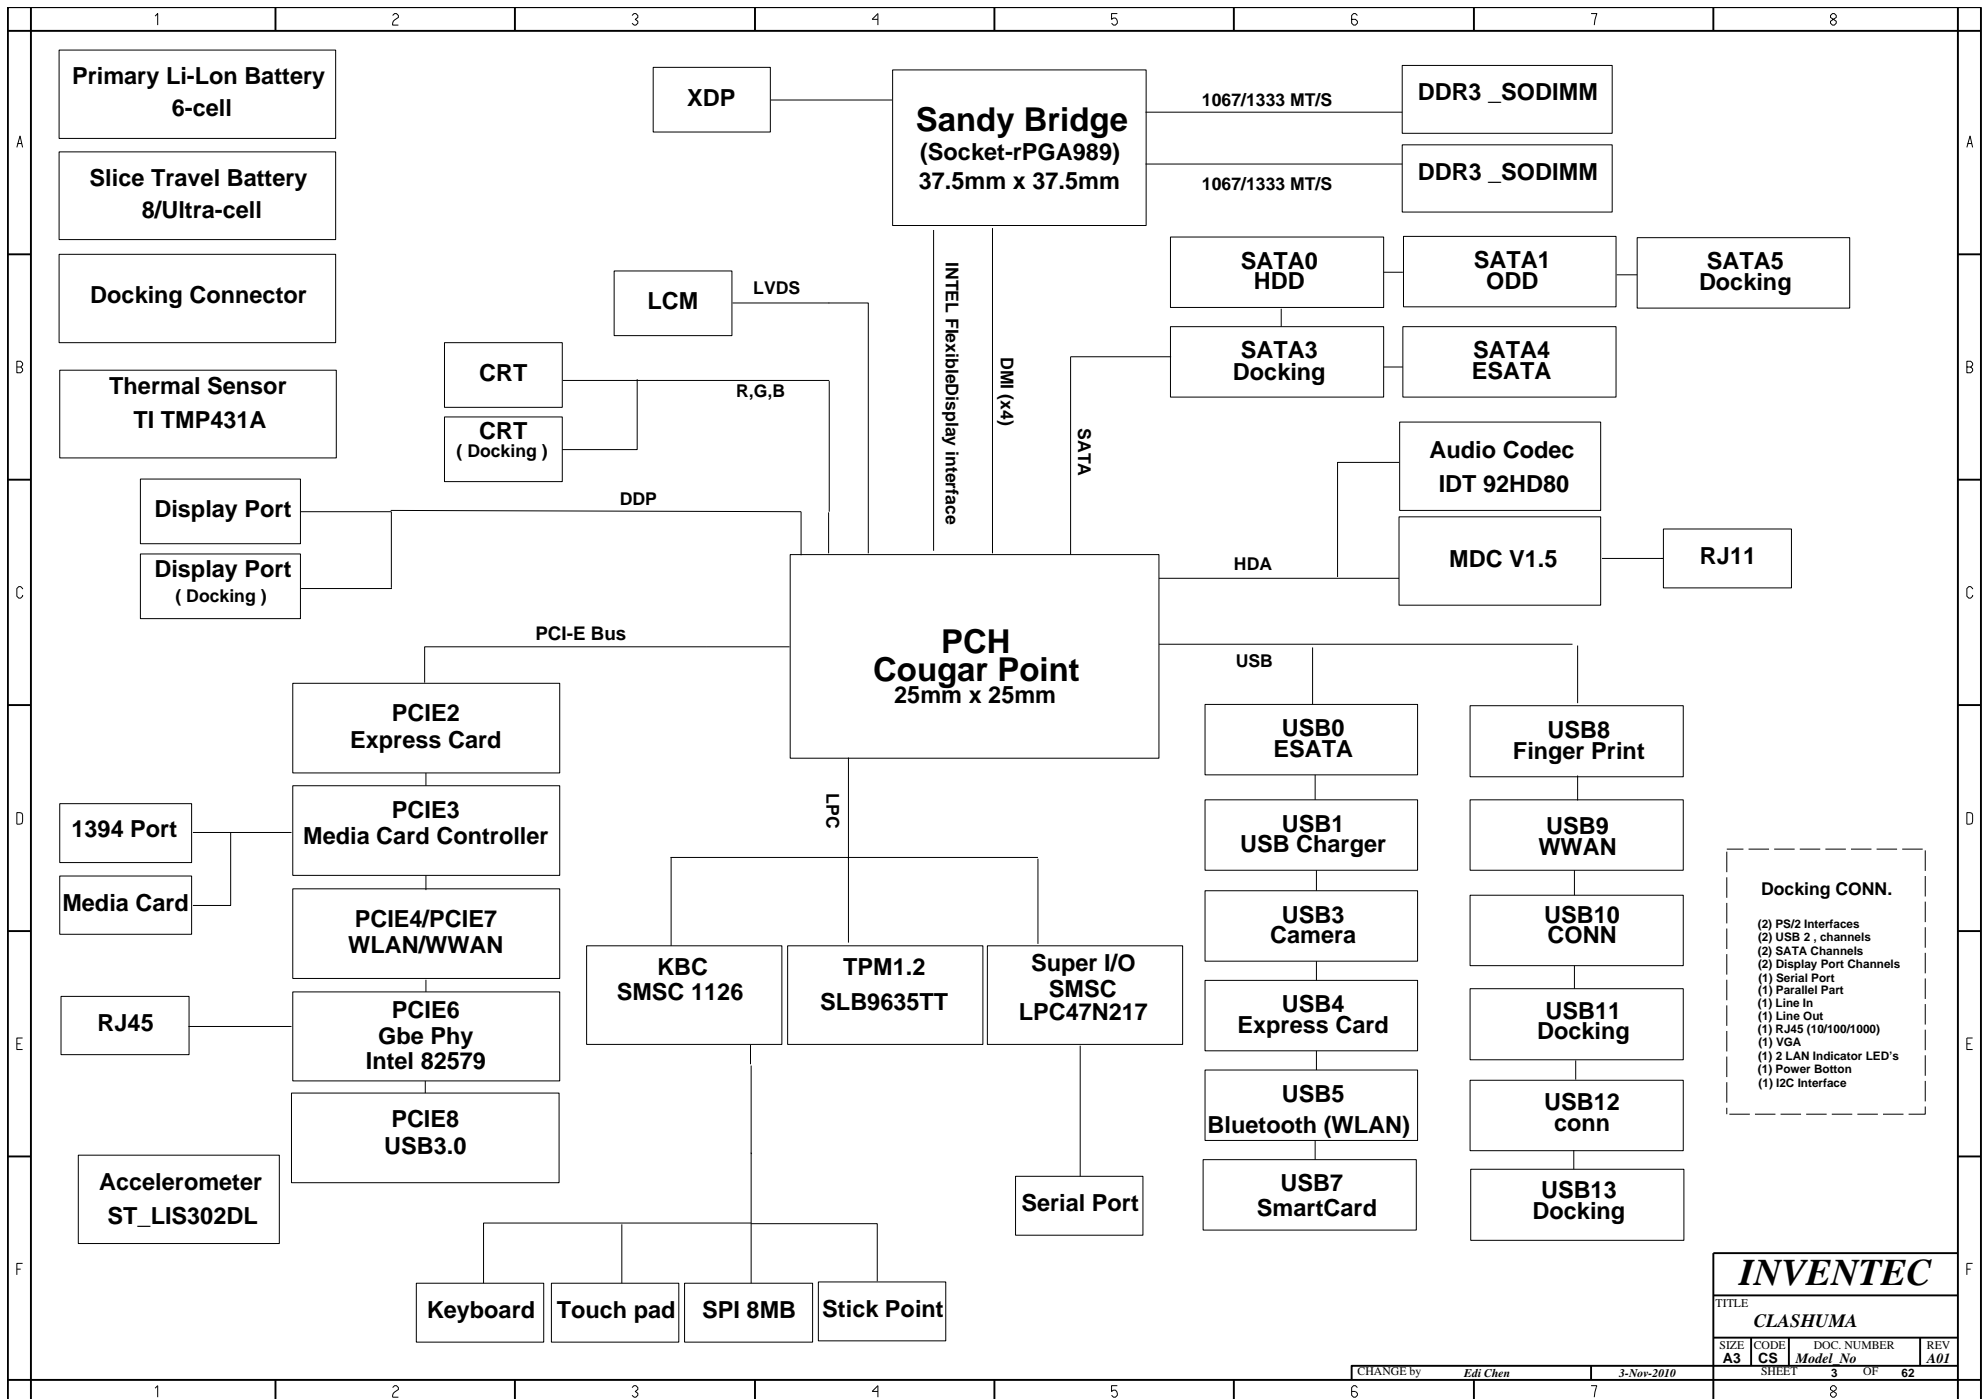 1 2 3 4 5 6 7 8
A
B
C
D
E
F
A
B
C
D
E
F
Primary Li-Lon Battery
6-cell
Slice Travel Battery
8/Ultra-cell
Docking Connector
Thermal Sensor
TI TMP431A
XDP
Sandy Bridge
(Socket-rPGA989)
37.5mm x 37.5mm
1067/1333 MT/S
DDR3 _SODIMM
1067/1333 MT/S
DDR3 _SODIMM
LCM
LVDS
CRT
R,G,B
CRT
( Docking )
INTEL FlexibleDisplay interface
DMI (x4)
SATA
SATA0
HDD
SATA1
ODD
SATA5
Docking
SATA3
Docking
SATA4
ESATA
Audio Codec
IDT 92HD80
HDA
MDC V1.5
RJ11
Display Port
DDP
Display Port
( Docking )
PCI-E Bus
PCH
Cougar Point
25mm x 25mm
USB
LPC
PCIE2
Express Card
1394 Port
PCIE3
Media Card Controller
Media Card
PCIE4/PCIE7
WLAN/WWAN
RJ45
PCIE6
Gbe Phy
Intel 82579
PCIE8
USB3.0
Accelerometer
ST_LIS302DL
KBC
SMSC 1126
TPM1.2
SLB9635TT
Super I/O
SMSC
LPC47N217
Serial Port
Keyboard
Touch pad
SPI 8MB
Stick Point
USB0
ESATA
USB1
USB Charger
USB3
Camera
USB4
Express Card
USB5
Bluetooth (WLAN)
USB7
SmartCard
USB8
Finger Print
USB9
WWAN
USB10
CONN
USB11
Docking
USB12
conn
USB13
Docking
Docking CONN.
(2) PS/2 Interfaces
(2) USB 2 , channels
(2) SATA Channels
(2) Display Port Channels
(1) Serial Port
(1) Parallel Part
(1) Line In
(1) Line Out
(1) RJ45 (10/100/1000)
(1) VGA
(1) 2 LAN Indicator LED's
(1) Power Botton
(1) I2C Interface
INVENTEC
TITLE
CLASHUMA
SIZE CODE DOC. NUMBER REV
A3 CS Model_No A01
CHANGE by Edi Chen 3-Nov-2010 SHEET 3 OF 62
1 2 3 4 5 6 7 8